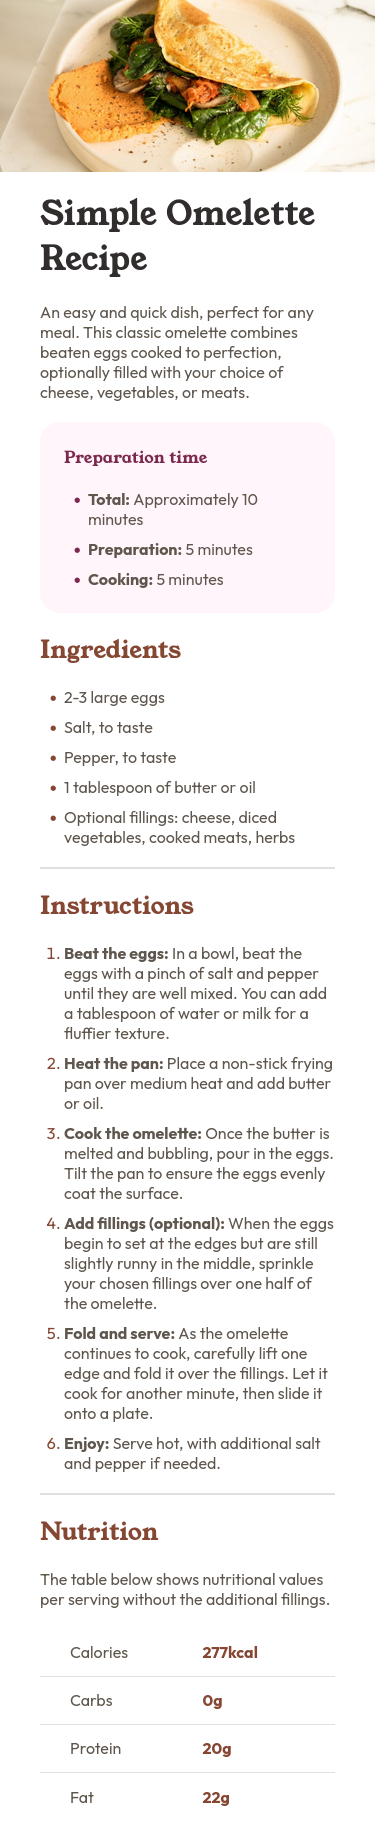 Simple Omelette
Recipe
An easy and quick dish, perfect for any
meal. This classic omelette combines
beaten eggs cooked to perfection,
optionally filled with your choice of
cheese, vegetables, or meats.
Preparation time
• Total: Approximately 10
minutes
• Preparation: 5 minutes
• Cooking: 5 minutes
Ingredients
• 2-3 large eggs
• Salt, to taste
• Pepper, to taste
• 1 tablespoon of butter or oil
• Optional fillings: cheese, diced
vegetables, cooked meats, herbs
Instructions
1. Beat the eggs: In a bowl, beat the
eggs with a pinch of salt and pepper
until they are well mixed. You can add
a tablespoon of water or milk for a
fluffier texture.
2. Heat the pan: Place a non-stick frying
pan over medium heat and add butter
or oil.
3. Cook the omelette: Once the butter is
melted and bubbling, pour in the eggs.
Tilt the pan to ensure the eggs evenly
coat the surface.
4. Add fillings (optional): When the eggs
begin to set at the edges but are still
slightly runny in the middle, sprinkle
your chosen fillings over one half of
the omelette.
5. Fold and serve: As the omelette
continues to cook, carefully lift one
edge and fold it over the fillings. Let it
cook for another minute, then slide it
onto a plate.
6. Enjoy: Serve hot, with additional salt
and pepper if needed.
Nutrition
The table below shows nutritional values
per serving without the additional fillings.
Calories 277kcal
Carbs 0g
Protein 20g
Fat 22g